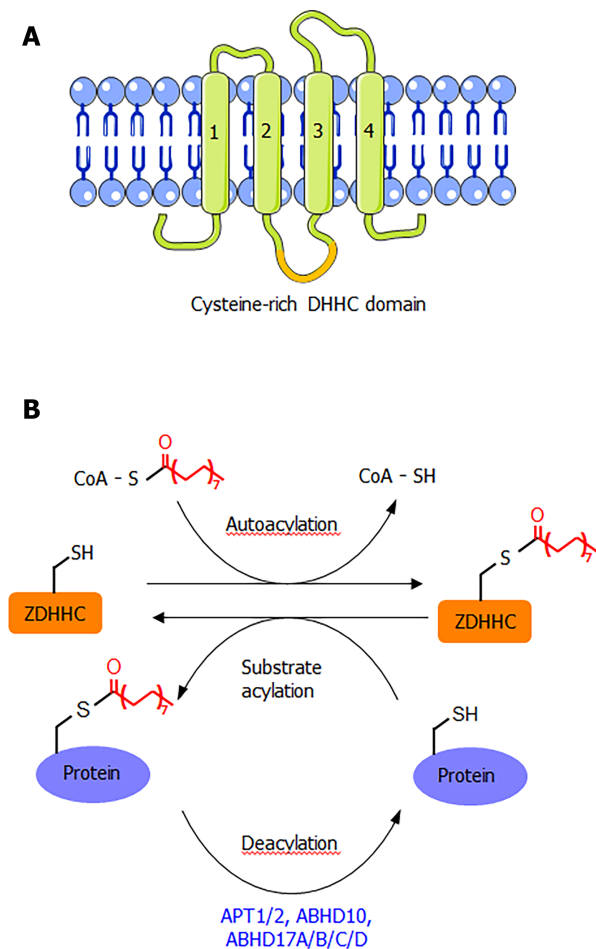 A
1 2 3 4
Cysteine-rich DHHC domain
B
O
CoA - S
7
CoA - SH
Autoacylation
O
S
7
SH
ZDHHC
ZDHHC
O
S
7
Substrate
acylation
SH
Protein
Protein
Deacylation
APT1/2, ABHD10,
ABHD17A/B/C/D